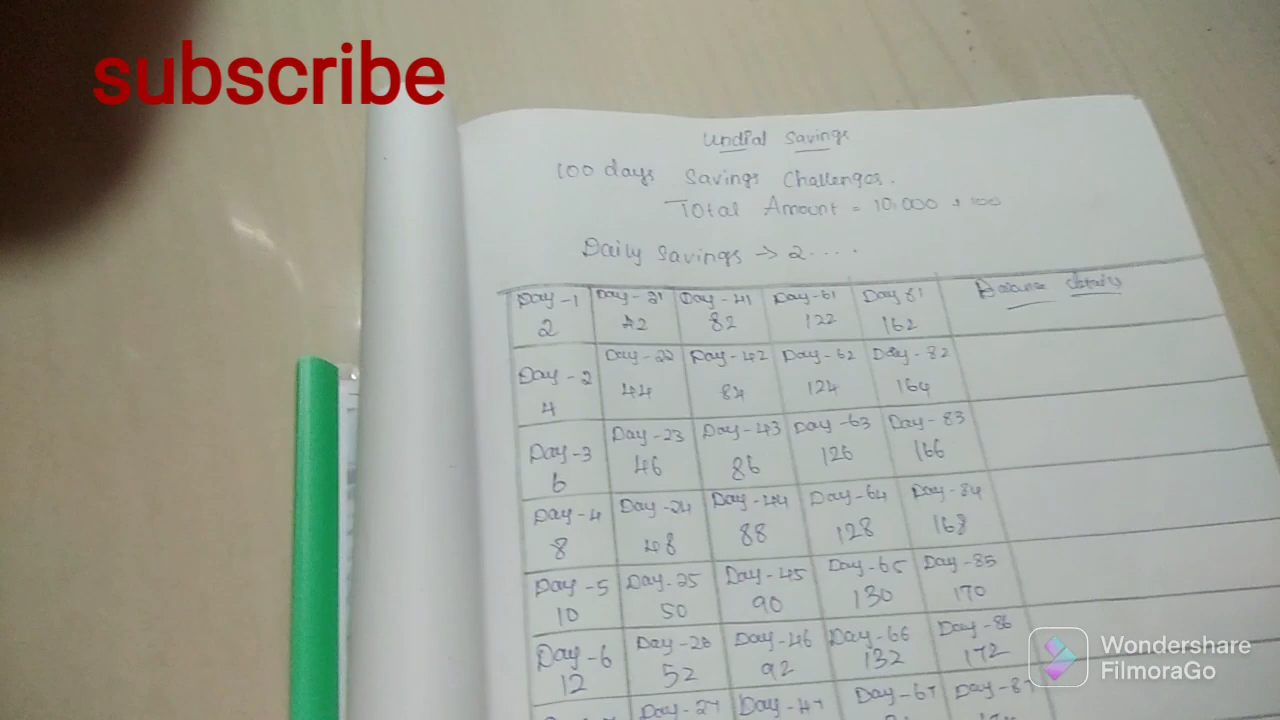 subscribe
Undial Savings
100 days Savings Challenges.
Total Amount = 10,000 + 100
Daily Savings → 2....
Day-1 Day-21 Day-41 Day-61 Day 81 Balance details
2 42 82 122 162
Day-2 Day-22 Day-42 Day-62 Day-82
4 44 84 124 164
Day-3 Day-23 Day-43 Day-63 Day-83
6 46 86 126 166
Day-4 Day-24 Day-44 Day-64 Day-84
8 48 88 128 168
Day-5 Day-25 Day-45 Day-65 Day-85
10 50 90 130 170
Day-6 Day-26 Day-46 Day-66 Day-86
12 52 92 132 172
Day-27 Day-47 Day-67 Day-87
Wondershare
FilmoraGo